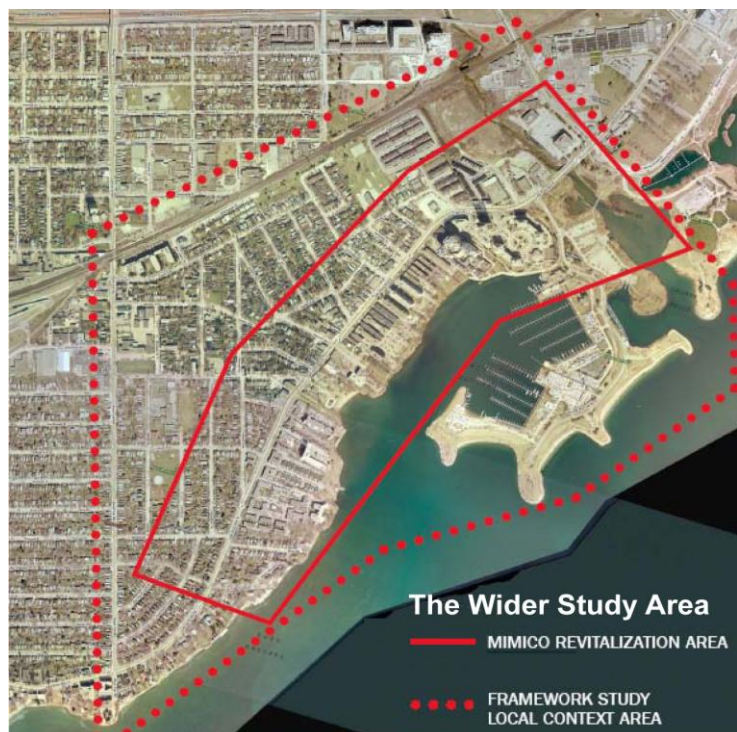 The Wider Study Area
MIMICO REVITALIZATION AREA
FRAMEWORK STUDY
LOCAL CONTEXT AREA